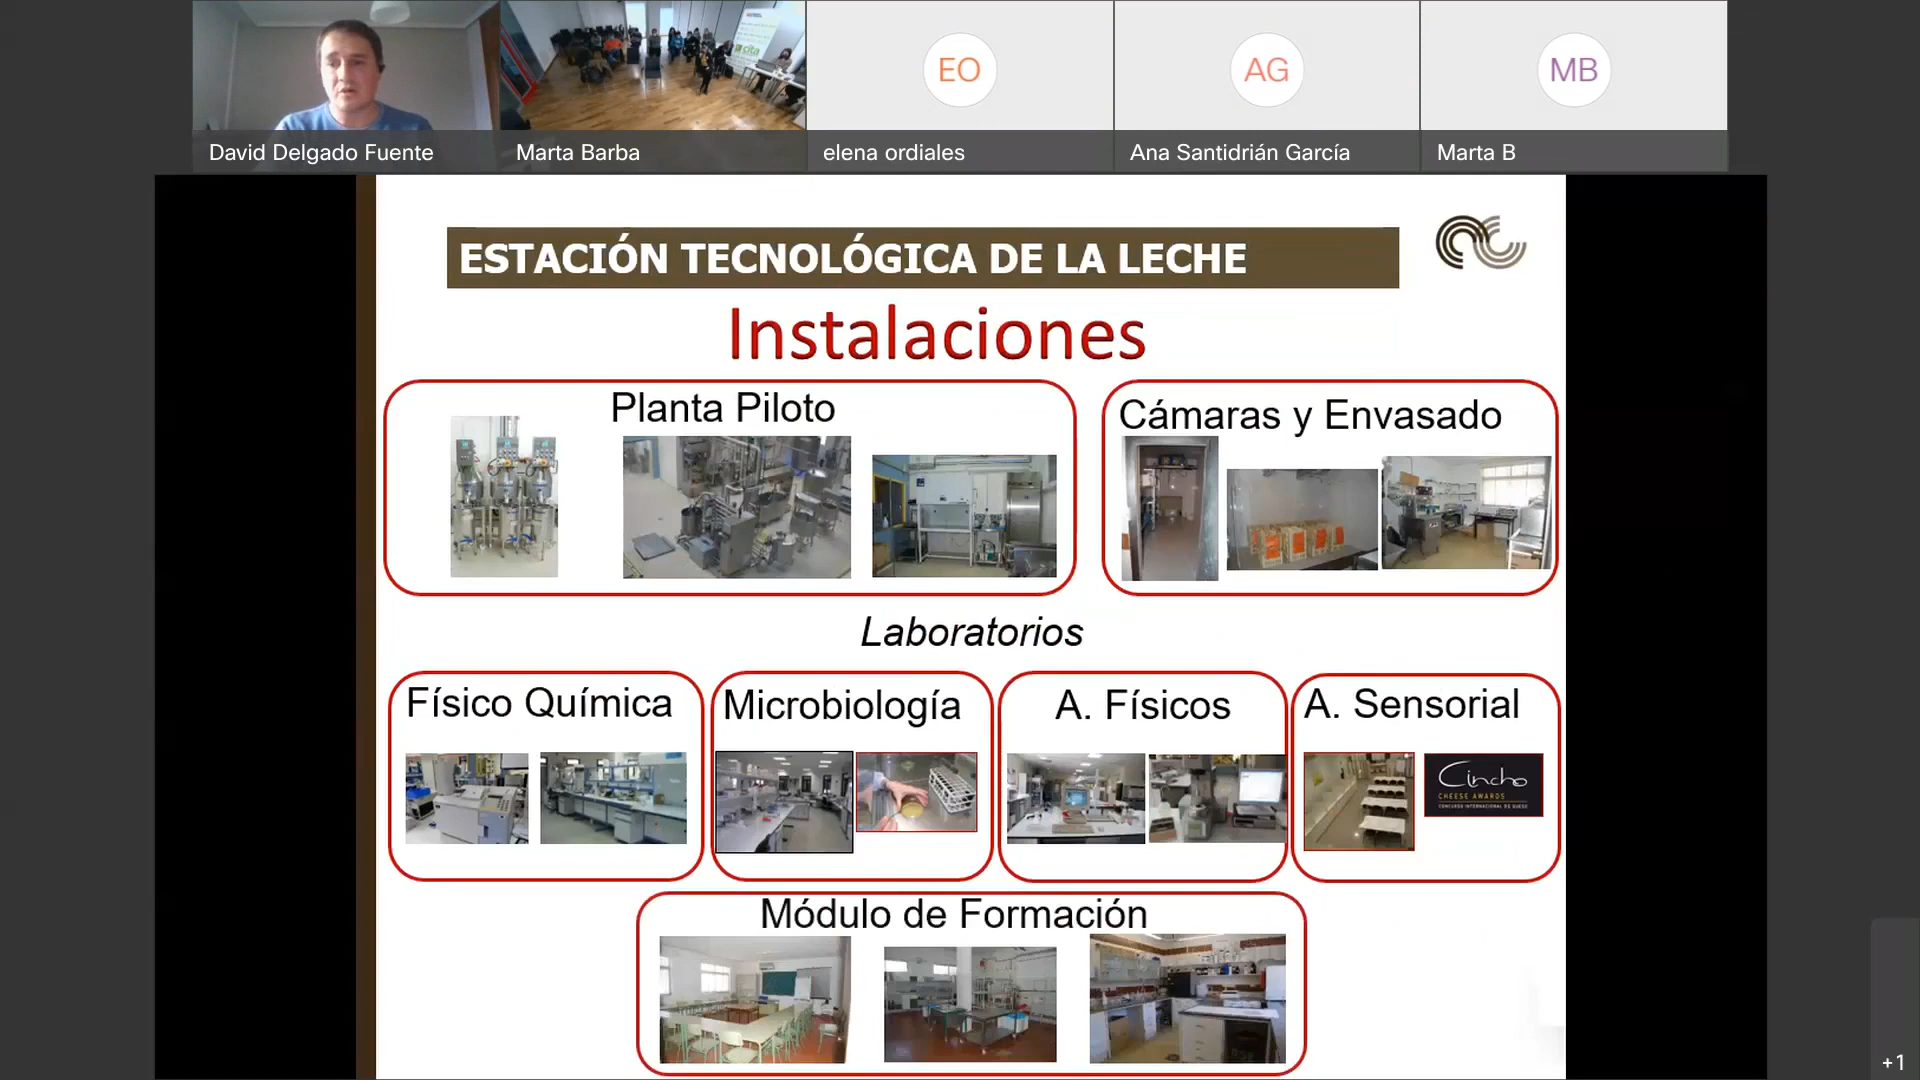 EO
AG
MB
David Delgado Fuente
Marta Barba
elena ordiales
Ana Santidrián García
Marta B
cita
ESTACIÓN TECNOLÓGICA DE LA LECHE
Instalaciones
Planta Piloto
Cámaras y Envasado
Laboratorios
Físico Química
Microbiología
A. Físicos
A. Sensorial
Cincho
CHEESE AWARDS
CONCURSO INTERNACIONAL DE QUESO
Módulo de Formación
+1